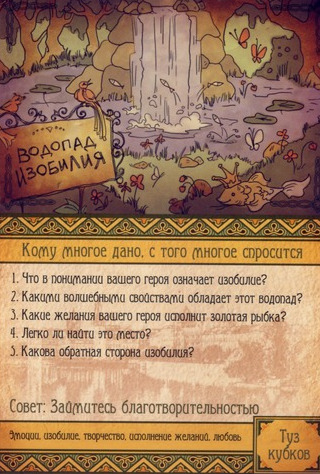 ВОДОПАД
ИЗОБИЛИЯ
Кому многое дано, с того многое спросится
1. Что в понимании вашего героя означает изобилие?
2. Какими волшебными свойствами обладает этот водопад?
3. Какие желания вашего героя исполнит золотая рыбка?
4. Легко ли найти это место?
5. Какова обратная сторона изобилия?
Совет: Займитесь благотворительностью
Эмоции, изобилие, творчество, исполнение желаний, любовь
Туз
кубков